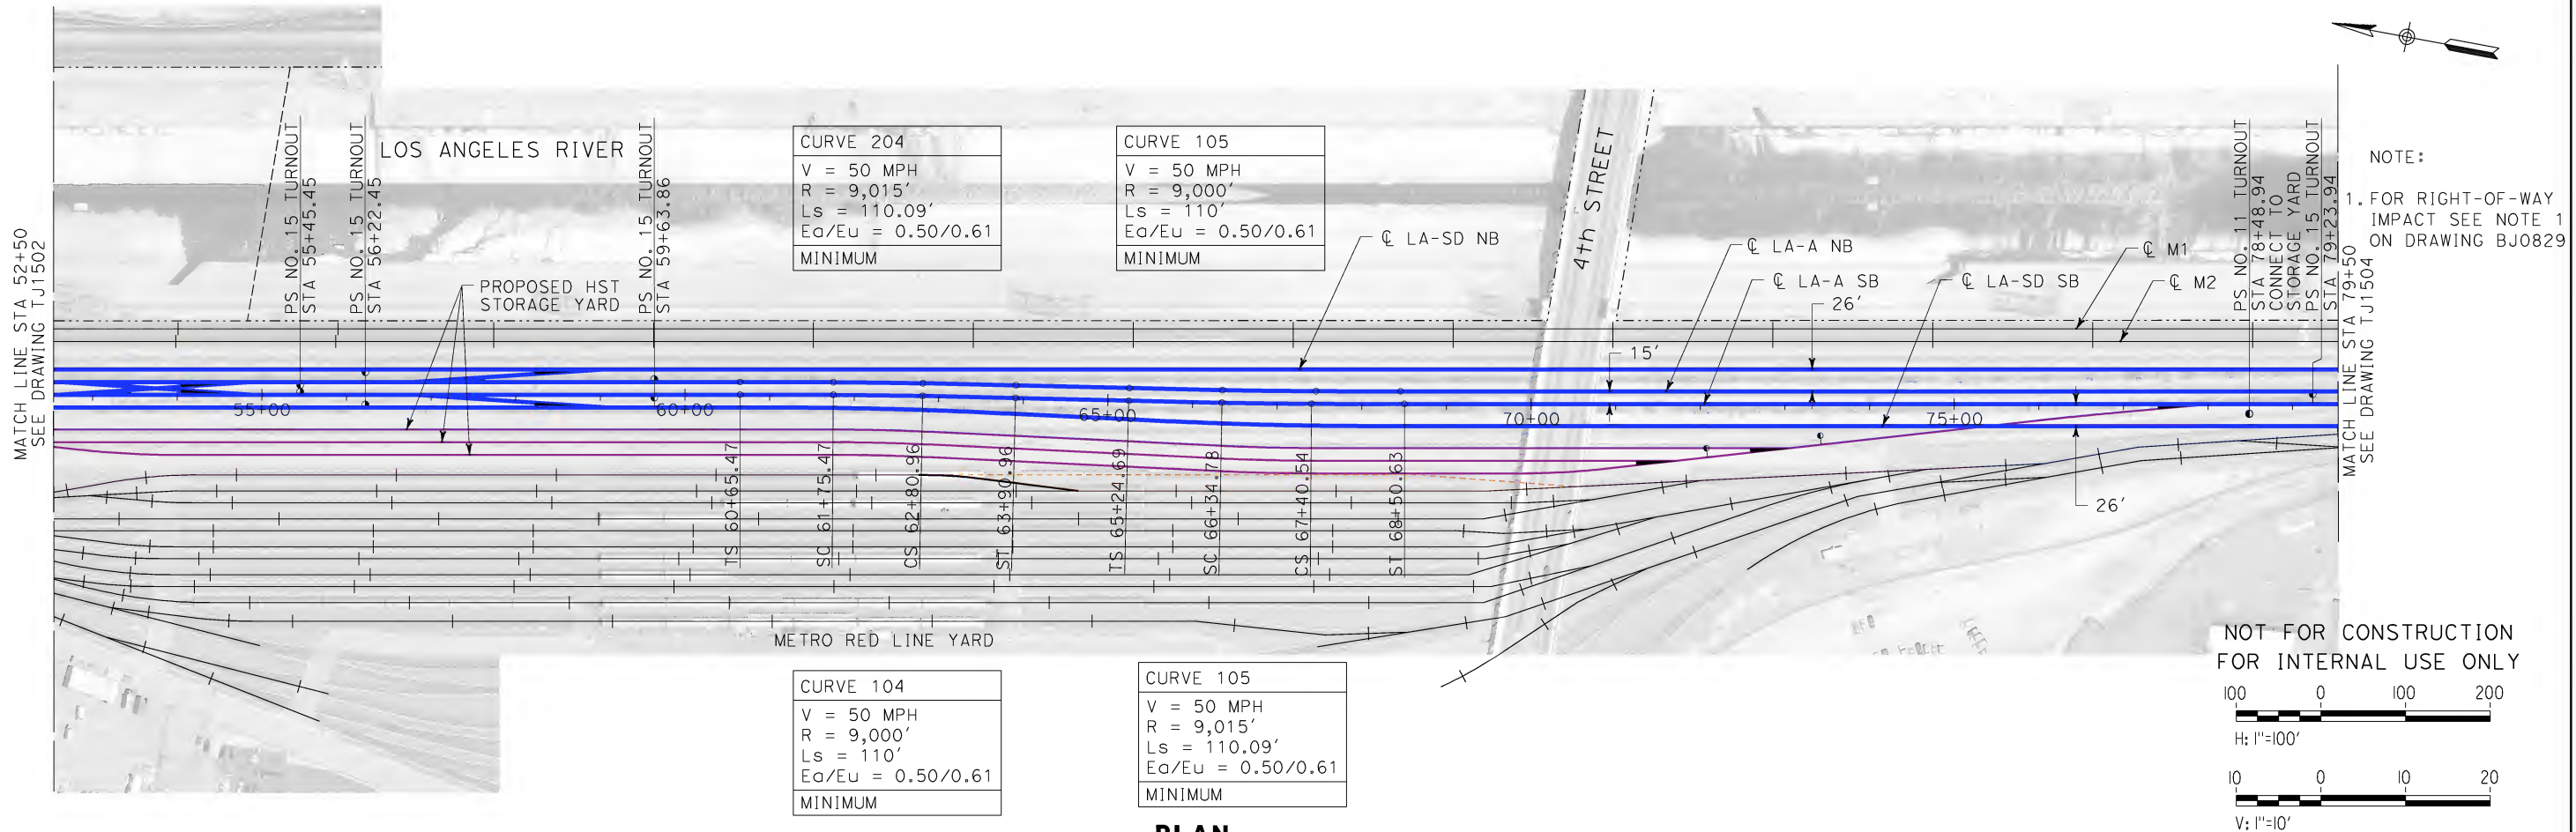 MATCH LINE STA 52+50
SEE DRAWING TJ1502
PS NO. 15 TURNOUT
STA 55+45.45
PS NO. 15 TURNOUT
STA 56+22.45
LOS ANGELES RIVER
PROPOSED HST
STORAGE YARD
PS NO. 15 TURNOUT
STA 59+63.86
CURVE 204
V = 50 MPH
R = 9,015'
Ls = 110.09'
Ea/Eu = 0.50/0.61
MINIMUM
CURVE 105
V = 50 MPH
R = 9,000'
Ls = 110'
Ea/Eu = 0.50/0.61
MINIMUM
℄ LA-SD NB
4th STREET
℄ LA-A NB
℄ LA-A SB
26'
15'
℄ LA-SD SB
℄ M1
℄ M2
PS NO. 11 TURNOUT
STA 78+48.94
CONNECT TO
STORAGE YARD
PS NO. 15 TURNOUT
STA 79+23.94
MATCH LINE STA 79+50
SEE DRAWING TJ1504
NOTE:
1. FOR RIGHT-OF-WAY
IMPACT SEE NOTE 1
ON DRAWING BJ0829
55+00
60+00
65+00
70+00
75+00
TS 60+65.47
SC 61+75.47
CS 62+80.96
ST 63+90.96
TS 65+24.69
SC 66+34.78
CS 67+40.54
ST 68+50.63
26'
METRO RED LINE YARD
CURVE 104
V = 50 MPH
R = 9,000'
Ls = 110'
Ea/Eu = 0.50/0.61
MINIMUM
CURVE 105
V = 50 MPH
R = 9,015'
Ls = 110.09'
Ea/Eu = 0.50/0.61
MINIMUM
NOT FOR CONSTRUCTION
FOR INTERNAL USE ONLY
100 0 100 200
H: 1"=100'
10 0 10 20
V: 1"=10'
PLAN